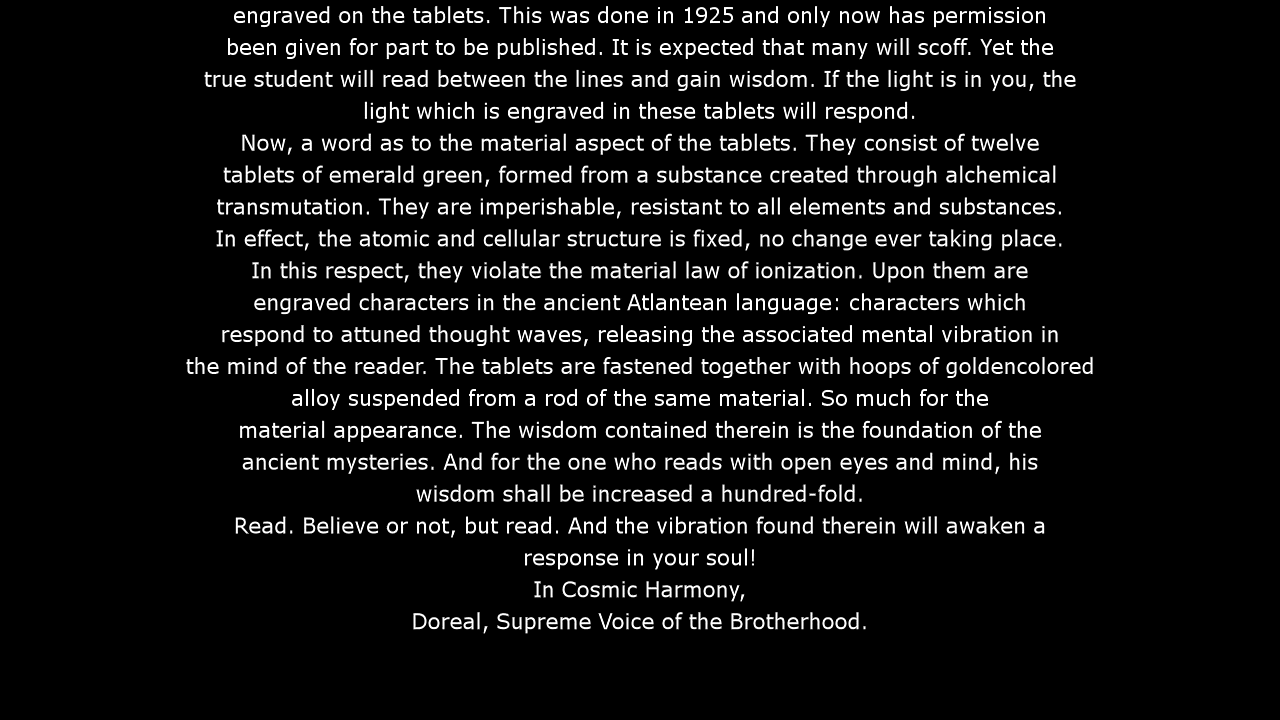 engraved on the tablets. This was done in 1925 and only now has permission
been given for part to be published. It is expected that many will scoff. Yet the
true student will read between the lines and gain wisdom. If the light is in you, the
light which is engraved in these tablets will respond.
Now, a word as to the material aspect of the tablets. They consist of twelve
tablets of emerald green, formed from a substance created through alchemical
transmutation. They are imperishable, resistant to all elements and substances.
In effect, the atomic and cellular structure is fixed, no change ever taking place.
In this respect, they violate the material law of ionization. Upon them are
engraved characters in the ancient Atlantean language: characters which
respond to attuned thought waves, releasing the associated mental vibration in
the mind of the reader. The tablets are fastened together with hoops of goldencolored
alloy suspended from a rod of the same material. So much for the
material appearance. The wisdom contained therein is the foundation of the
ancient mysteries. And for the one who reads with open eyes and mind, his
wisdom shall be increased a hundred-fold.
Read. Believe or not, but read. And the vibration found therein will awaken a
response in your soul!
In Cosmic Harmony,
Doreal, Supreme Voice of the Brotherhood.